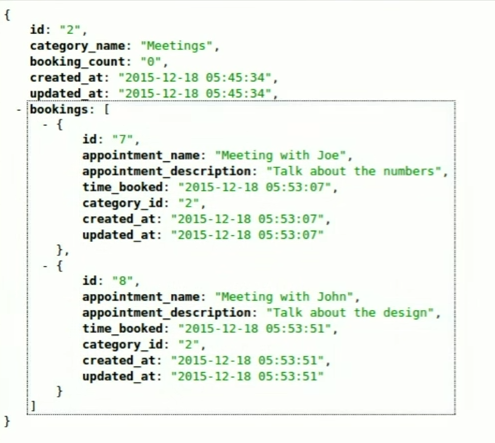 {
id: "2",
category_name: "Meetings",
booking_count: "0",
created_at: "2015-12-18 05:45:34",
updated_at: "2015-12-18 05:45:34",
- bookings: [
- {
id: "7",
appointment_name: "Meeting with Joe",
appointment_description: "Talk about the numbers",
time_booked: "2015-12-18 05:53:07",
category_id: "2",
created_at: "2015-12-18 05:53:07",
updated_at: "2015-12-18 05:53:07"
},
- {
id: "8",
appointment_name: "Meeting with John",
appointment_description: "Talk about the design",
time_booked: "2015-12-18 05:53:51",
category_id: "2",
created_at: "2015-12-18 05:53:51",
updated_at: "2015-12-18 05:53:51"
}
]
}